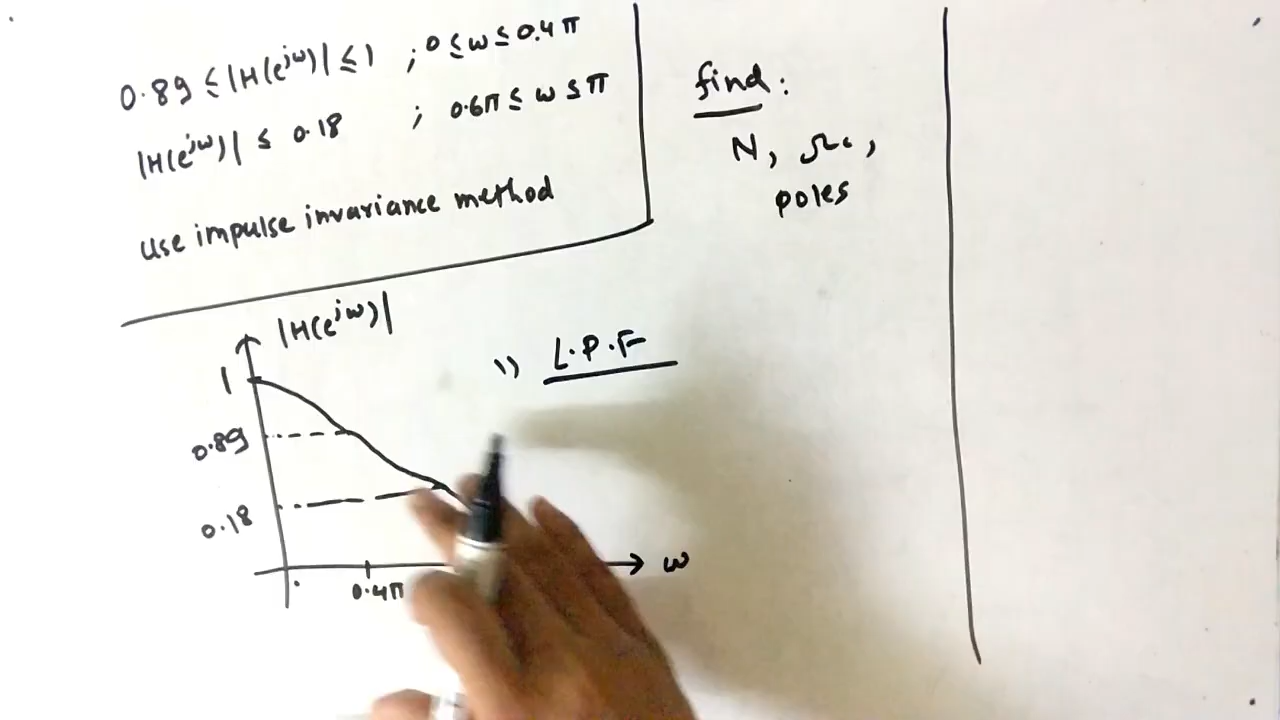 0.89 ≤ |H(e^jω)| ≤ 1 ; 0 ≤ ω ≤ 0.4π
|H(e^jω)| ≤ 0.18 ; 0.6π ≤ ω ≤ π
Use impulse invariance method
find:
N, Ωc,
poles
|H(e^jω)|
1
0.89
0.18
0.4π
ω
1) L.P.F